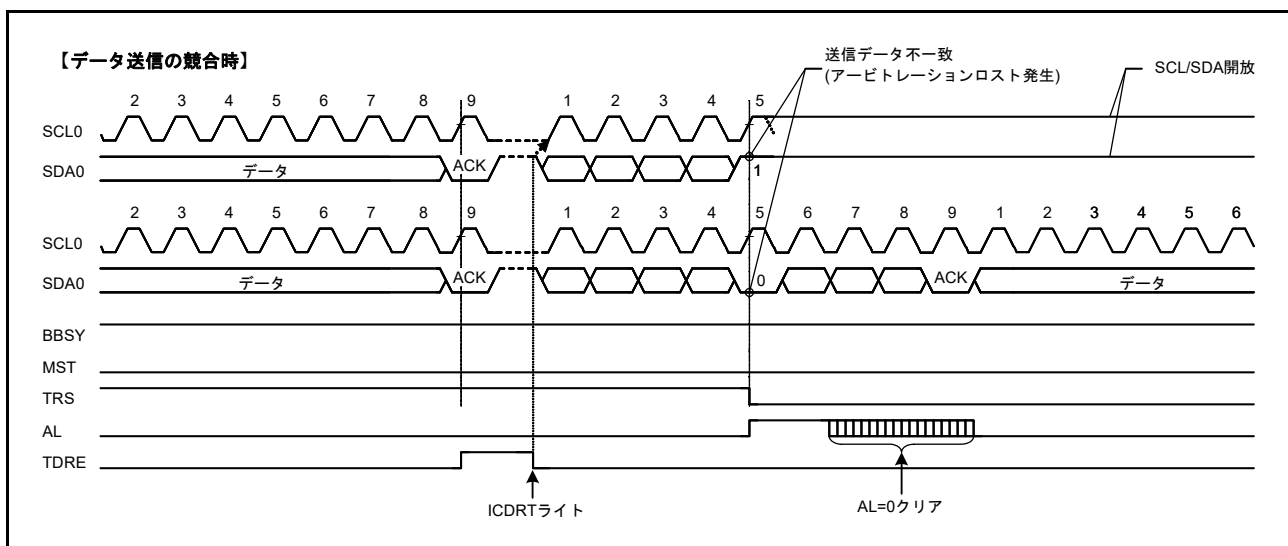 【データ送信の競合時】
送信データ不一致
(アービトレーションロスト発生)
SCL/SDA開放
2 3 4 5 6 7 8 9 1 2 3 4 5
SCL0
SDA0 データ ACK 1
2 3 4 5 6 7 8 9 1 2 3 4 5 6 7 8 9 1 2 3 4 5 6
SCL0
SDA0 データ ACK 0 ACK データ
BBSY
MST
TRS
AL
TDRE
ICDRTライト
AL=0クリア